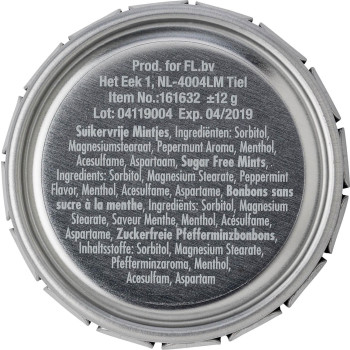 Prod. for FL.bv
Het Eek 1, NL-4004LM Tiel
Item No.:161632 ±12 g
Lot: 04119004 Exp. 04/2019
Suikervrije Mintjes, Ingrediënten: Sorbitol,
Magnesiumstearaat, Pepermunt Aroma, Menthol,
Acesulfame, Aspartaam, Sugar Free Mints,
Ingredients: Sorbitol, Magnesium Stearate, Peppermint
Flavor, Menthol, Acesulfame, Aspartame, Bonbons sans
sucre à la menthe, Ingrediënts: Sorbitol, Magnesium
Stearate, Saveur Menthe, Menthol, Acésulfame,
Aspartame, Zuckerfreie Pfefferminzbonbons,
Inhaltsstoffe: Sorbitol, Magnesium Stearate,
Pfefferminzaroma, Menthol,
Acesulfam, Aspartam